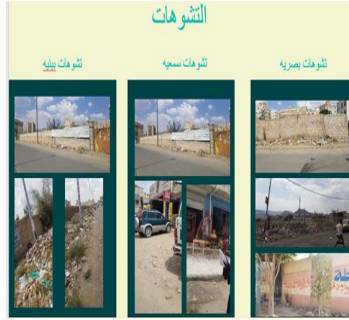 التشوهات
تشوهات بصريه
تشوهات سمعيه
تشوهات بيئيه